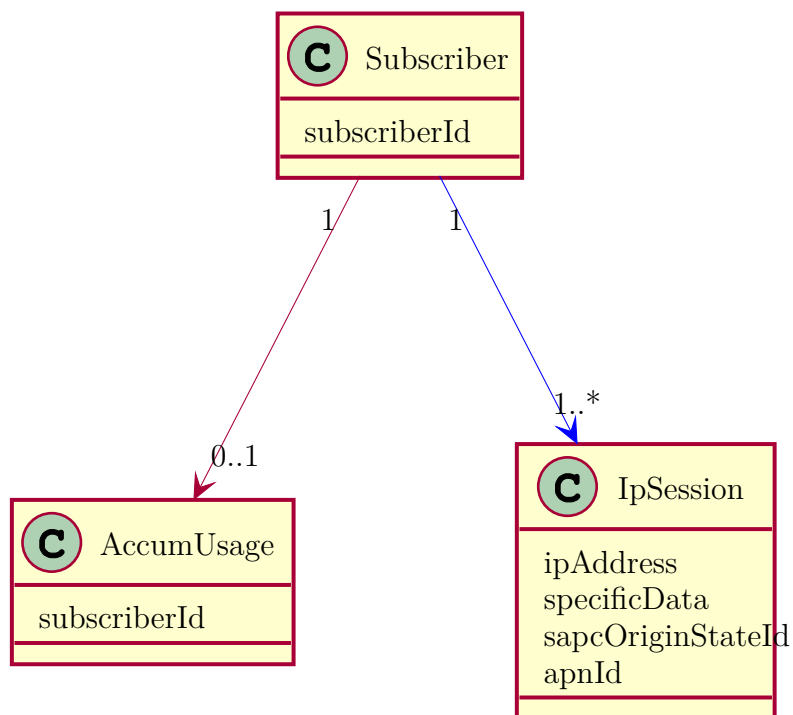 C Subscriber
subscriberId
1 1
1..*
0..1
C IpSession
C AccumUsage
ipAddress
specificData
subscriberId
sapcOriginStateId
apnId